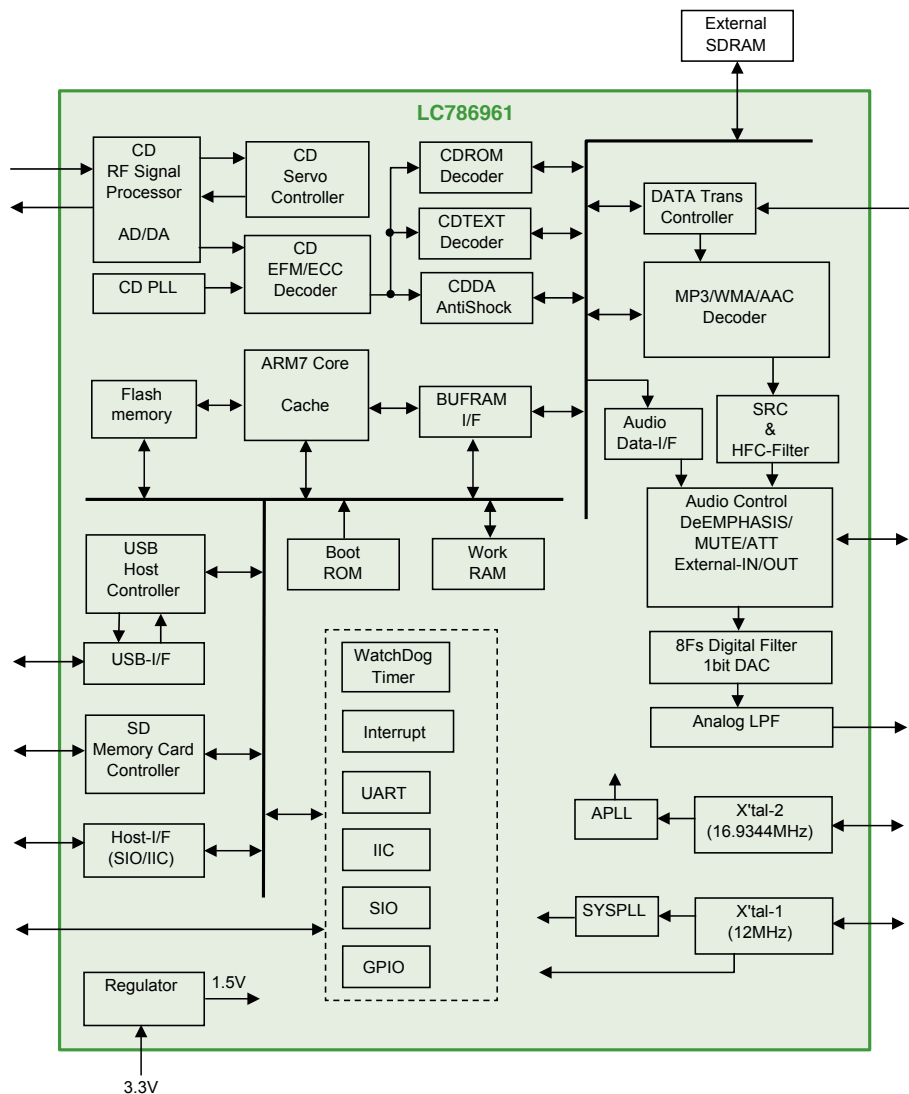 External
SDRAM
LC786961
CD
RF Signal
Processor
AD/DA
CD
Servo
Controller
CD PLL
CD
EFM/ECC
Decoder
CDROM
Decoder
CDTEXT
Decoder
CDDA
AntiShock
DATA Trans
Controller
MP3/WMA/AAC
Decoder
Flash
memory
ARM7 Core
Cache
BUFRAM
I/F
Audio
Data-I/F
SRC
&
HFC-Filter
Audio Control
DeEMPHASIS/
MUTE/ATT
External-IN/OUT
USB
Host
Controller
Boot
ROM
Work
RAM
USB-I/F
8Fs Digital Filter
1bit DAC
Analog LPF
SD
Memory Card
Controller
Host-I/F
(SIO/IIC)
WatchDog
Timer
Interrupt
UART
IIC
SIO
GPIO
APLL
X'tal-2
(16.9344MHz)
SYSPLL
X'tal-1
(12MHz)
Regulator
1.5V
3.3V